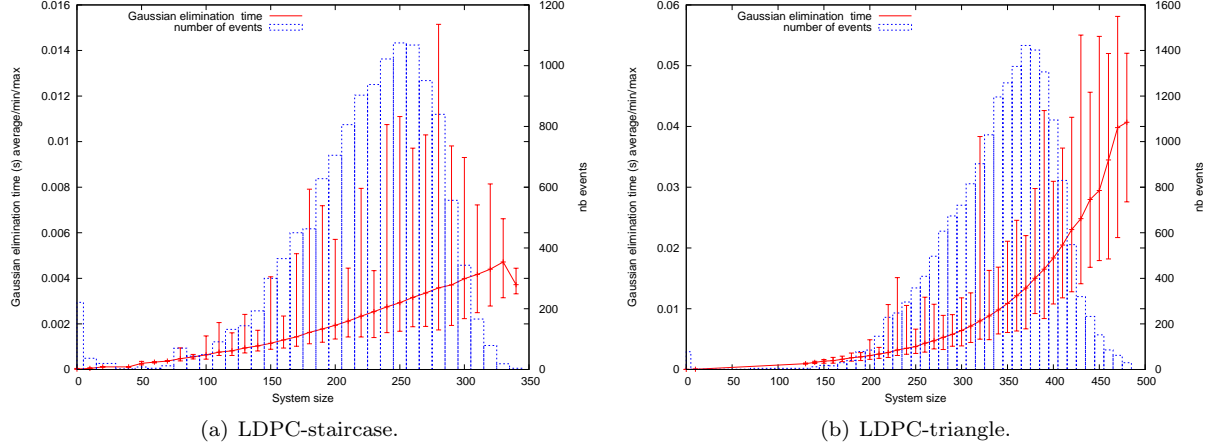 Gaussian elimination time
number of events
Gaussian elimination time (s) average/min/max
0.016
0.014
0.012
0.01
0.008
0.006
0.004
0.002
0
1200
1000
800
600
400
200
0
nb events
0 50 100 150 200 250 300 350
System size
(a) LDPC-staircase.
Gaussian elimination time
number of events
Gaussian elimination time (s) average/min/max
0.06
0.05
0.04
0.03
0.02
0.01
0
1600
1400
1200
1000
800
600
400
200
0
nb events
0 50 100 150 200 250 300 350 400 450 500
System size
(b) LDPC-triangle.